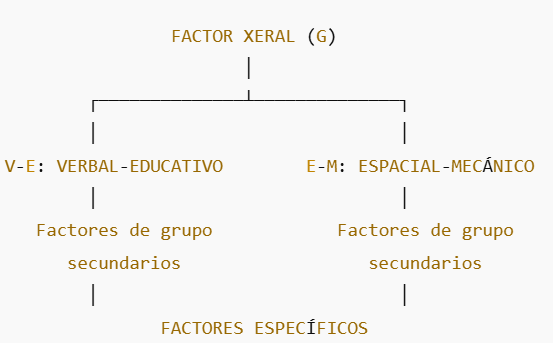 FACTOR XERAL (G)
V-E: VERBAL-EDUCATIVO E-M: ESPACIAL-MECÁNICO
Factores de grupo Factores de grupo
secundarios secundarios
FACTORES ESPECÍFICOS